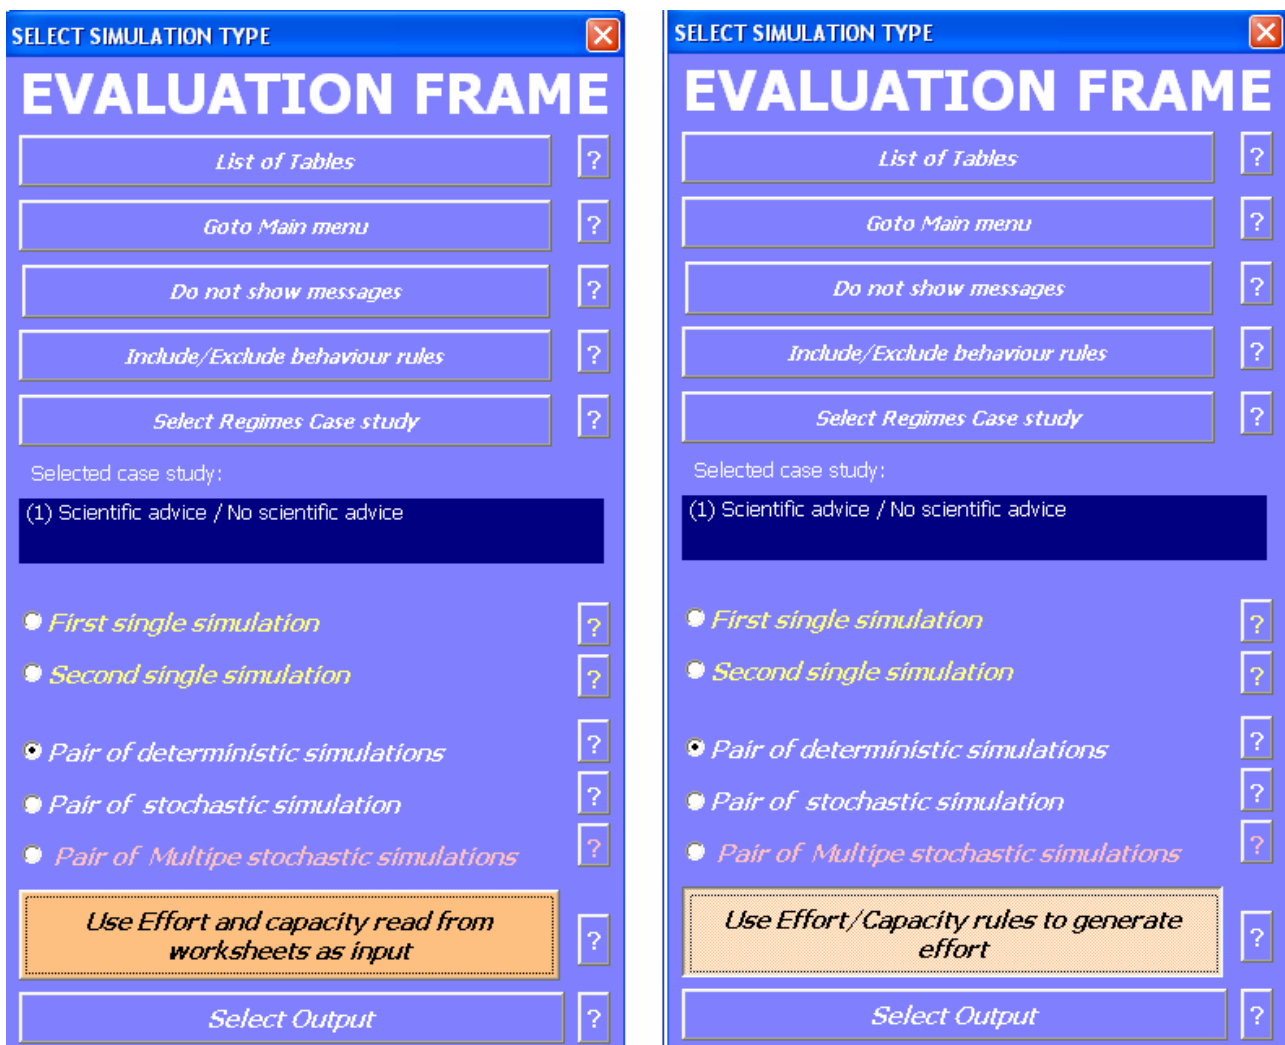 SELECT SIMULATION TYPE
EVALUATION FRAME
List of Tables
?
Goto Main menu
?
Do not show messages
?
Include/Exclude behaviour rules
?
Select Regimes Case study
?
Selected case study:
(1) Scientific advice / No scientific advice
First single simulation
?
Second single simulation
?
Pair of deterministic simulations
?
Pair of stochastic simulation
?
Pair of Multipe stochastic simulations
?
Use Effort and capacity read from
worksheets as input
?
Select Output
?
SELECT SIMULATION TYPE
EVALUATION FRAME
List of Tables
?
Goto Main menu
?
Do not show messages
?
Include/Exclude behaviour rules
?
Select Regimes Case study
?
Selected case study:
(1) Scientific advice / No scientific advice
First single simulation
?
Second single simulation
?
Pair of deterministic simulations
?
Pair of stochastic simulation
?
Pair of Multipe stochastic simulations
?
Use Effort/Capacity rules to generate
effort
?
Select Output
?